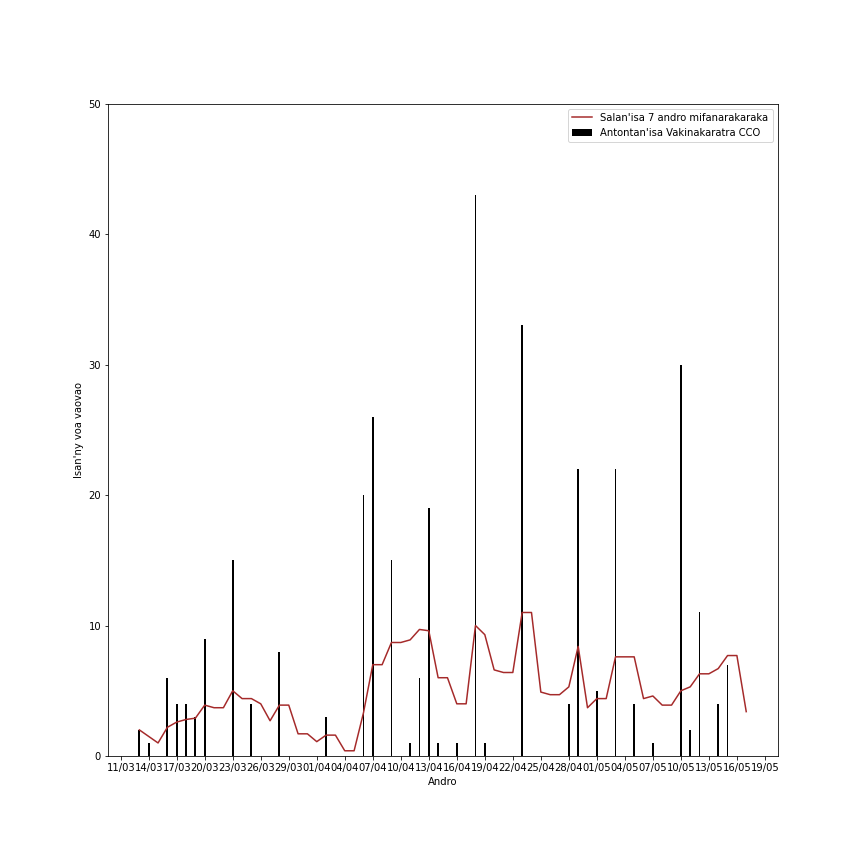 Salan'isa 7 andro mifanarakaraka
Antontan'isa Vakinakaratra CCO
50
40
30
20
10
0
Isan'ny voa vaovao
11/03 14/03 17/03 20/03 23/03 26/03 29/03 01/04 04/04 07/04 10/04 13/04 16/04 19/04 22/04 25/04 28/04 01/05 04/05 07/05 10/05 13/05 16/05 19/05
Andro